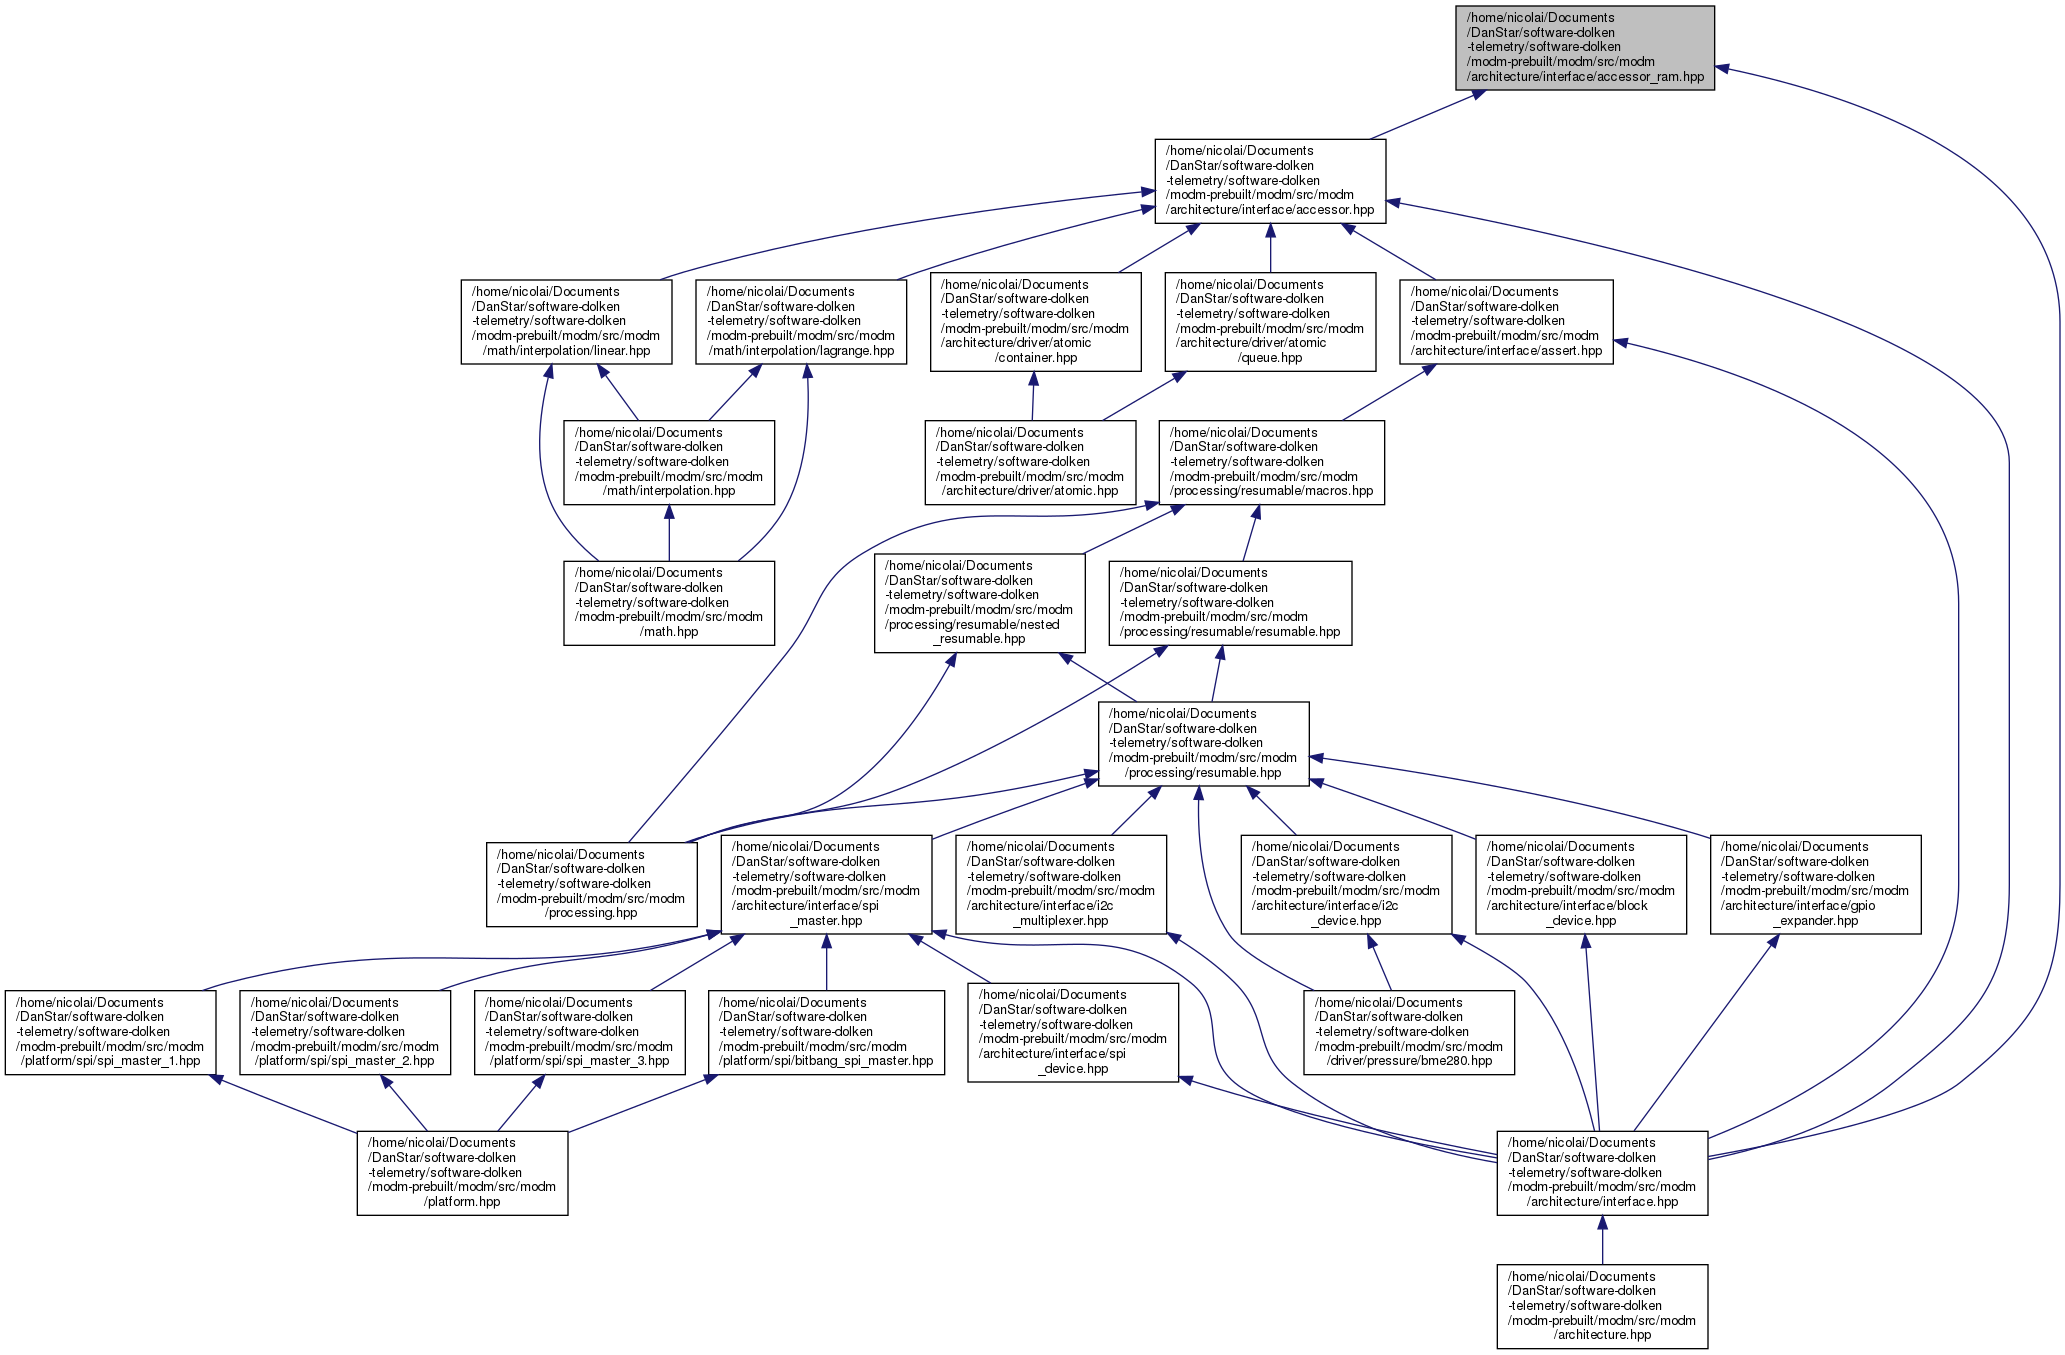 /home/nicolai/Documents
/DanStar/software-dolken
-telemetry/software-dolken
/modm-prebuilt/modm/src/modm
/architecture/interface/accessor_ram.hpp
/home/nicolai/Documents
/DanStar/software-dolken
-telemetry/software-dolken
/modm-prebuilt/modm/src/modm
/architecture/interface/accessor.hpp
/home/nicolai/Documents
/DanStar/software-dolken
-telemetry/software-dolken
/modm-prebuilt/modm/src/modm
/math/interpolation/linear.hpp
/home/nicolai/Documents
/DanStar/software-dolken
-telemetry/software-dolken
/modm-prebuilt/modm/src/modm
/math/interpolation/lagrange.hpp
/home/nicolai/Documents
/DanStar/software-dolken
-telemetry/software-dolken
/modm-prebuilt/modm/src/modm
/architecture/driver/atomic
/container.hpp
/home/nicolai/Documents
/DanStar/software-dolken
-telemetry/software-dolken
/modm-prebuilt/modm/src/modm
/architecture/driver/atomic
/queue.hpp
/home/nicolai/Documents
/DanStar/software-dolken
-telemetry/software-dolken
/modm-prebuilt/modm/src/modm
/architecture/interface/assert.hpp
/home/nicolai/Documents
/DanStar/software-dolken
-telemetry/software-dolken
/modm-prebuilt/modm/src/modm
/math/interpolation.hpp
/home/nicolai/Documents
/DanStar/software-dolken
-telemetry/software-dolken
/modm-prebuilt/modm/src/modm
/architecture/driver/atomic.hpp
/home/nicolai/Documents
/DanStar/software-dolken
-telemetry/software-dolken
/modm-prebuilt/modm/src/modm
/processing/resumable/macros.hpp
/home/nicolai/Documents
/DanStar/software-dolken
-telemetry/software-dolken
/modm-prebuilt/modm/src/modm
/math.hpp
/home/nicolai/Documents
/DanStar/software-dolken
-telemetry/software-dolken
/modm-prebuilt/modm/src/modm
/processing/resumable/nested
_resumable.hpp
/home/nicolai/Documents
/DanStar/software-dolken
-telemetry/software-dolken
/modm-prebuilt/modm/src/modm
/processing/resumable/resumable.hpp
/home/nicolai/Documents
/DanStar/software-dolken
-telemetry/software-dolken
/modm-prebuilt/modm/src/modm
/processing/resumable.hpp
/home/nicolai/Documents
/DanStar/software-dolken
-telemetry/software-dolken
/modm-prebuilt/modm/src/modm
/processing.hpp
/home/nicolai/Documents
/DanStar/software-dolken
-telemetry/software-dolken
/modm-prebuilt/modm/src/modm
/architecture/interface/spi
_master.hpp
/home/nicolai/Documents
/DanStar/software-dolken
-telemetry/software-dolken
/modm-prebuilt/modm/src/modm
/architecture/interface/i2c
_multiplexer.hpp
/home/nicolai/Documents
/DanStar/software-dolken
-telemetry/software-dolken
/modm-prebuilt/modm/src/modm
/architecture/interface/i2c
_device.hpp
/home/nicolai/Documents
/DanStar/software-dolken
-telemetry/software-dolken
/modm-prebuilt/modm/src/modm
/architecture/interface/block
_device.hpp
/home/nicolai/Documents
/DanStar/software-dolken
-telemetry/software-dolken
/modm-prebuilt/modm/src/modm
/architecture/interface/gpio
_expander.hpp
/home/nicolai/Documents
/DanStar/software-dolken
-telemetry/software-dolken
/modm-prebuilt/modm/src/modm
/platform/spi/spi_master_1.hpp
/home/nicolai/Documents
/DanStar/software-dolken
-telemetry/software-dolken
/modm-prebuilt/modm/src/modm
/platform/spi/spi_master_2.hpp
/home/nicolai/Documents
/DanStar/software-dolken
-telemetry/software-dolken
/modm-prebuilt/modm/src/modm
/platform/spi/spi_master_3.hpp
/home/nicolai/Documents
/DanStar/software-dolken
-telemetry/software-dolken
/modm-prebuilt/modm/src/modm
/platform/spi/bitbang_spi_master.hpp
/home/nicolai/Documents
/DanStar/software-dolken
-telemetry/software-dolken
/modm-prebuilt/modm/src/modm
/architecture/interface/spi
_device.hpp
/home/nicolai/Documents
/DanStar/software-dolken
-telemetry/software-dolken
/modm-prebuilt/modm/src/modm
/driver/pressure/bme280.hpp
/home/nicolai/Documents
/DanStar/software-dolken
-telemetry/software-dolken
/modm-prebuilt/modm/src/modm
/platform.hpp
/home/nicolai/Documents
/DanStar/software-dolken
-telemetry/software-dolken
/modm-prebuilt/modm/src/modm
/architecture/interface.hpp
/home/nicolai/Documents
/DanStar/software-dolken
-telemetry/software-dolken
/modm-prebuilt/modm/src/modm
/architecture.hpp